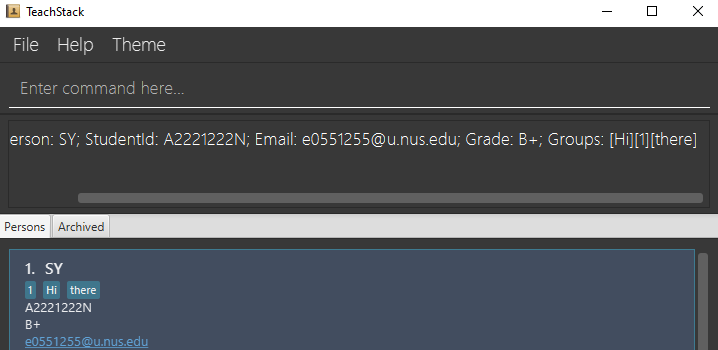 TeachStack
File Help Theme
Enter command here...
erson: SY; StudentId: A2221222N; Email: e0551255@u.nus.edu; Grade: B+; Groups: [Hi][1][there]
Persons Archived
1. SY
1 Hi there
A2221222N
B+
e0551255@u.nus.edu